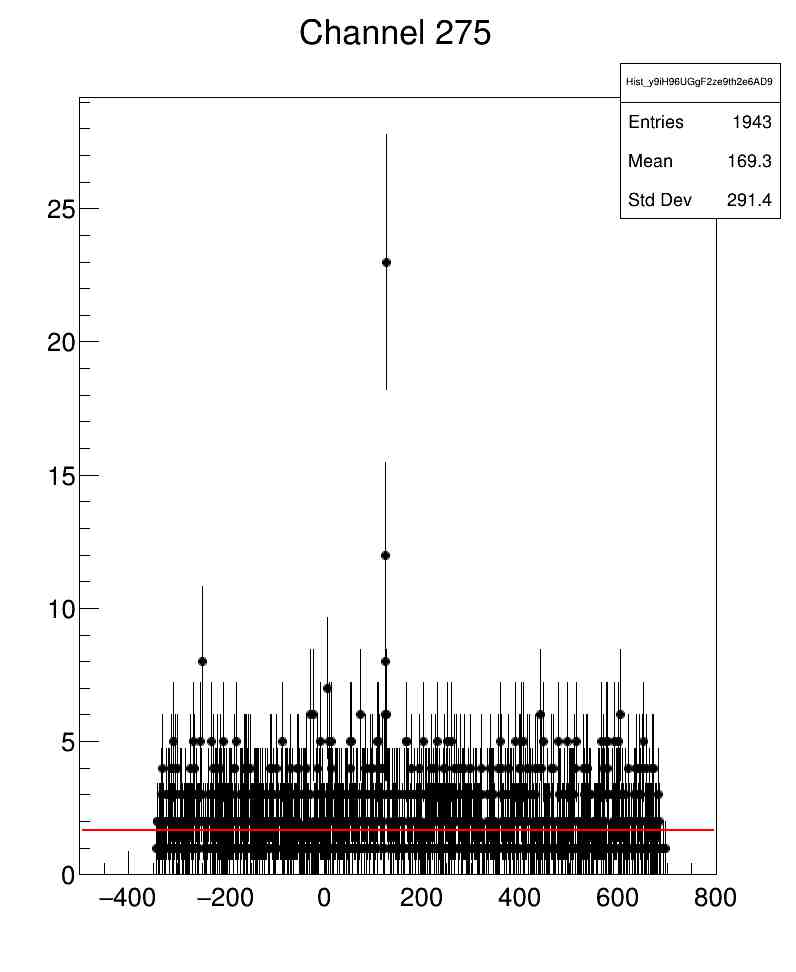 Channel 275
Hist_y9iH96UGgF2ze9th2e6AD9
Entries 1943
Mean 169.3
Std Dev 291.4
25
20
15
10
5
0
−400 −200 0 200 400 600 800